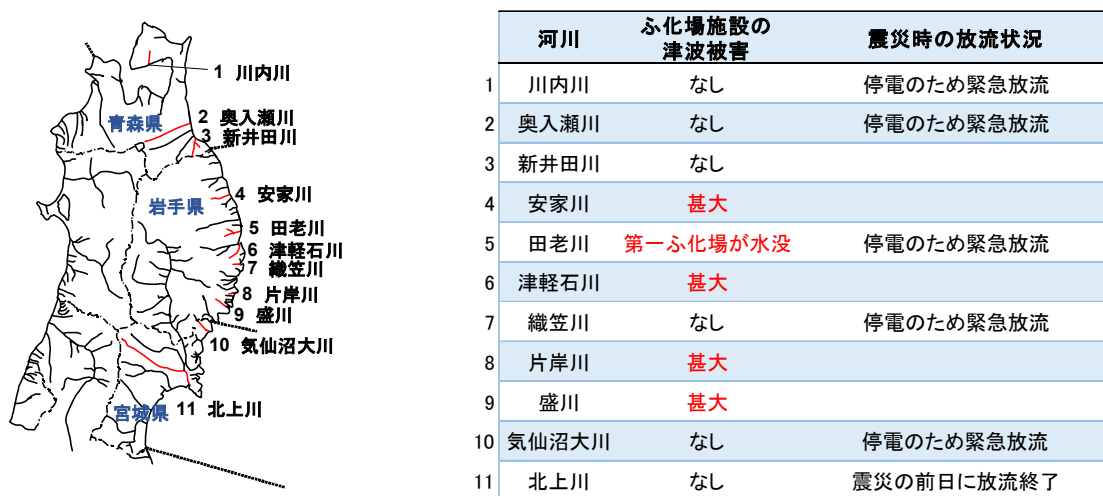 1 川内川
2 奥入瀬川
青森県
3 新井田川
4 安家川
岩手県
5 田老川
6 津軽石川
7 織笠川
8 片岸川
9 盛川
10 気仙沼大川
宮城県
11 北上川
河川 ふ化場施設の津波被害 震災時の放流状況
1 川内川 なし 停電のため緊急放流
2 奥入瀬川 なし 停電のため緊急放流
3 新井田川 なし
4 安家川 甚大
5 田老川 第一ふ化場が水没 停電のため緊急放流
6 津軽石川 甚大
7 織笠川 なし 停電のため緊急放流
8 片岸川 甚大
9 盛川 甚大
10 気仙沼大川 なし 停電のため緊急放流
11 北上川 なし 震災の前日に放流終了